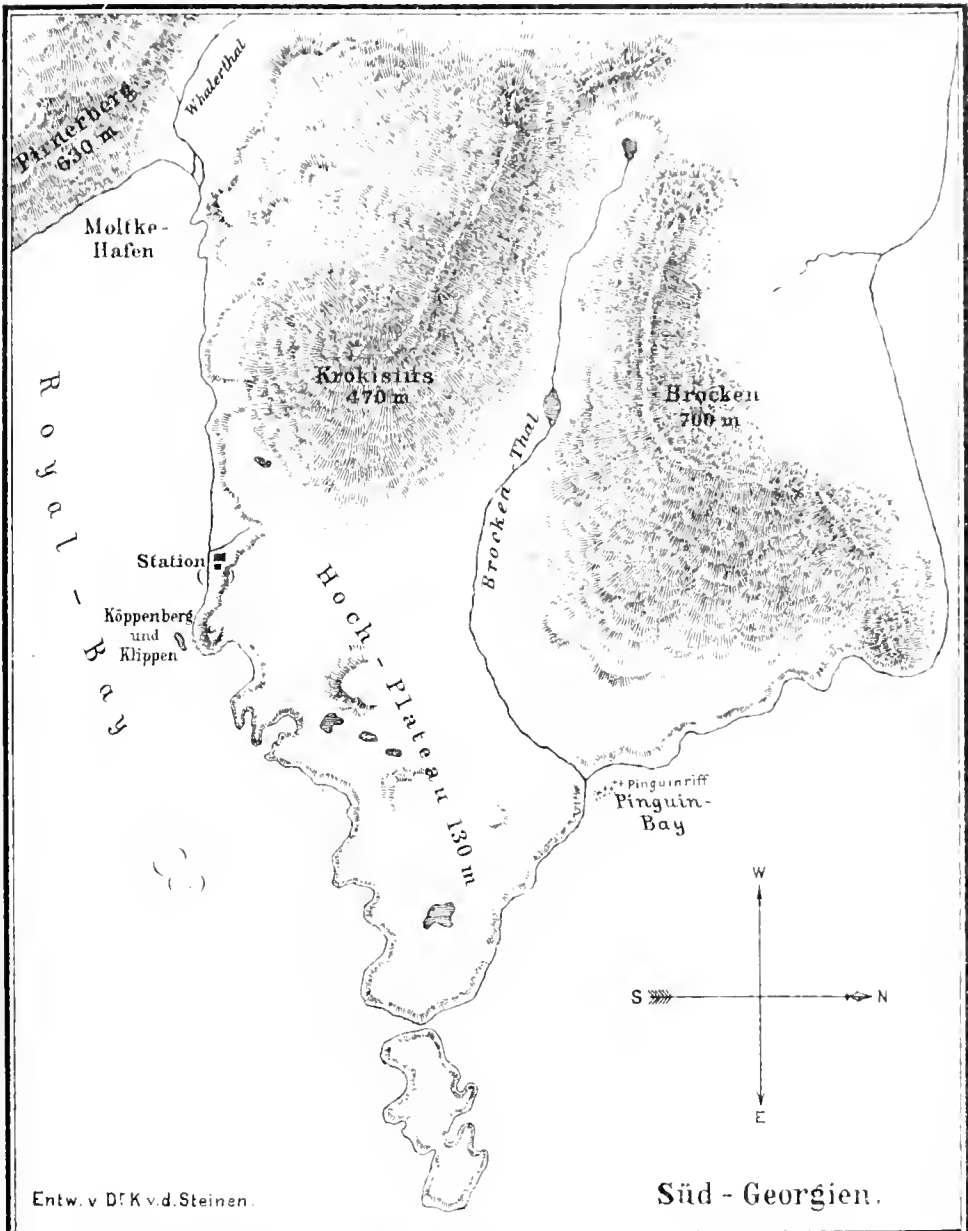 Whalerthal
Pirnerberg
630 m
Moltke-
Hafen
Krokisius
470 m
Brocken
700 m
Brocken Thal
Royal-Bay
Station
Köppenberg
und
Klippen
Hoch-Plateau 130 m
Pinguinriff
Pinguin-
Bay
W
S
N
E
Entw. v Dr K v.d. Steinen.
Süd-Georgien.